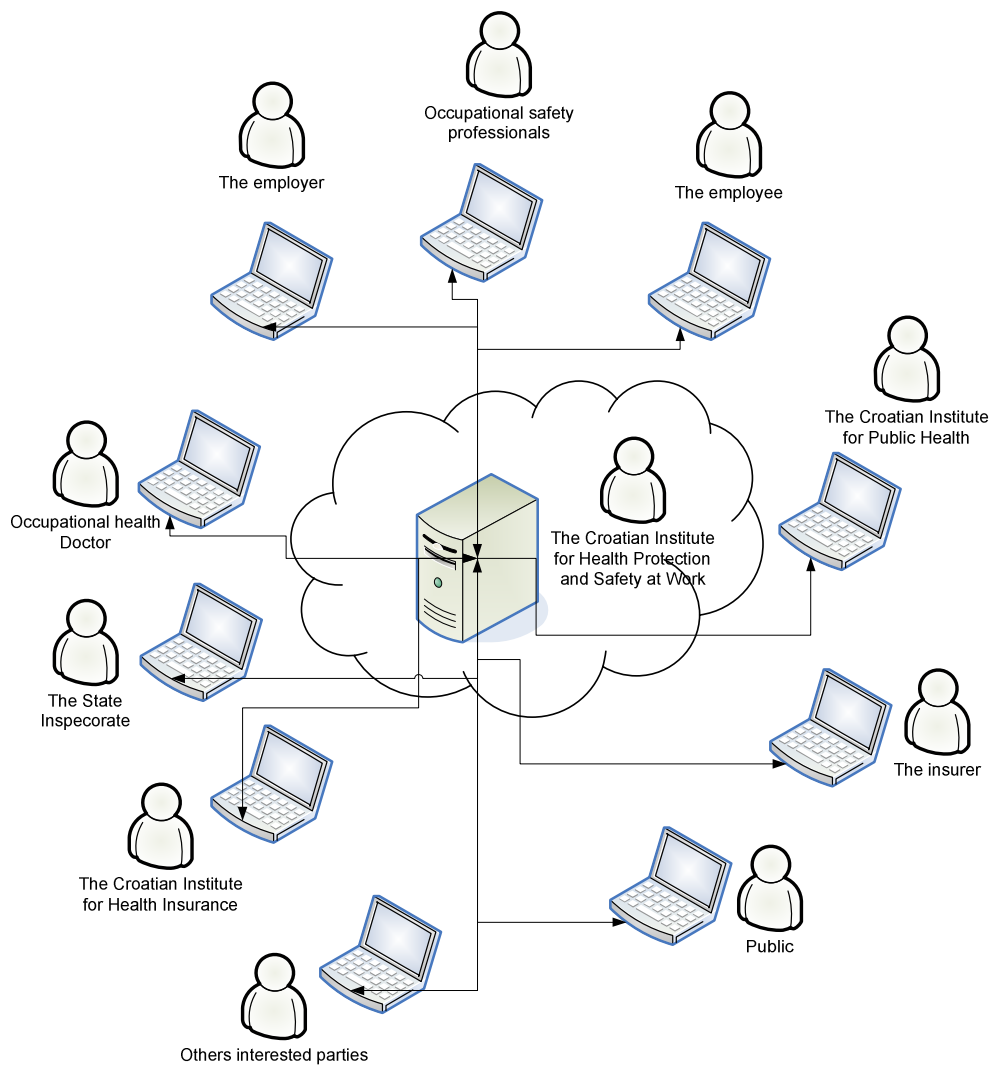 Occupational safety
professionals
The employer
The employee
The Croatian Institute
for Public Health
Occupational health
Doctor
The Croatian Institute
for Health Protection
and Safety at Work
The State
Inspecorate
The insurer
The Croatian Institute
for Health Insurance
Public
Others interested parties